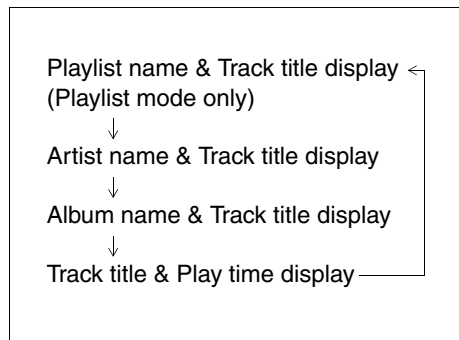 Playlist name & Track title display
(Playlist mode only)
Artist name & Track title display
Album name & Track title display
Track title & Play time display